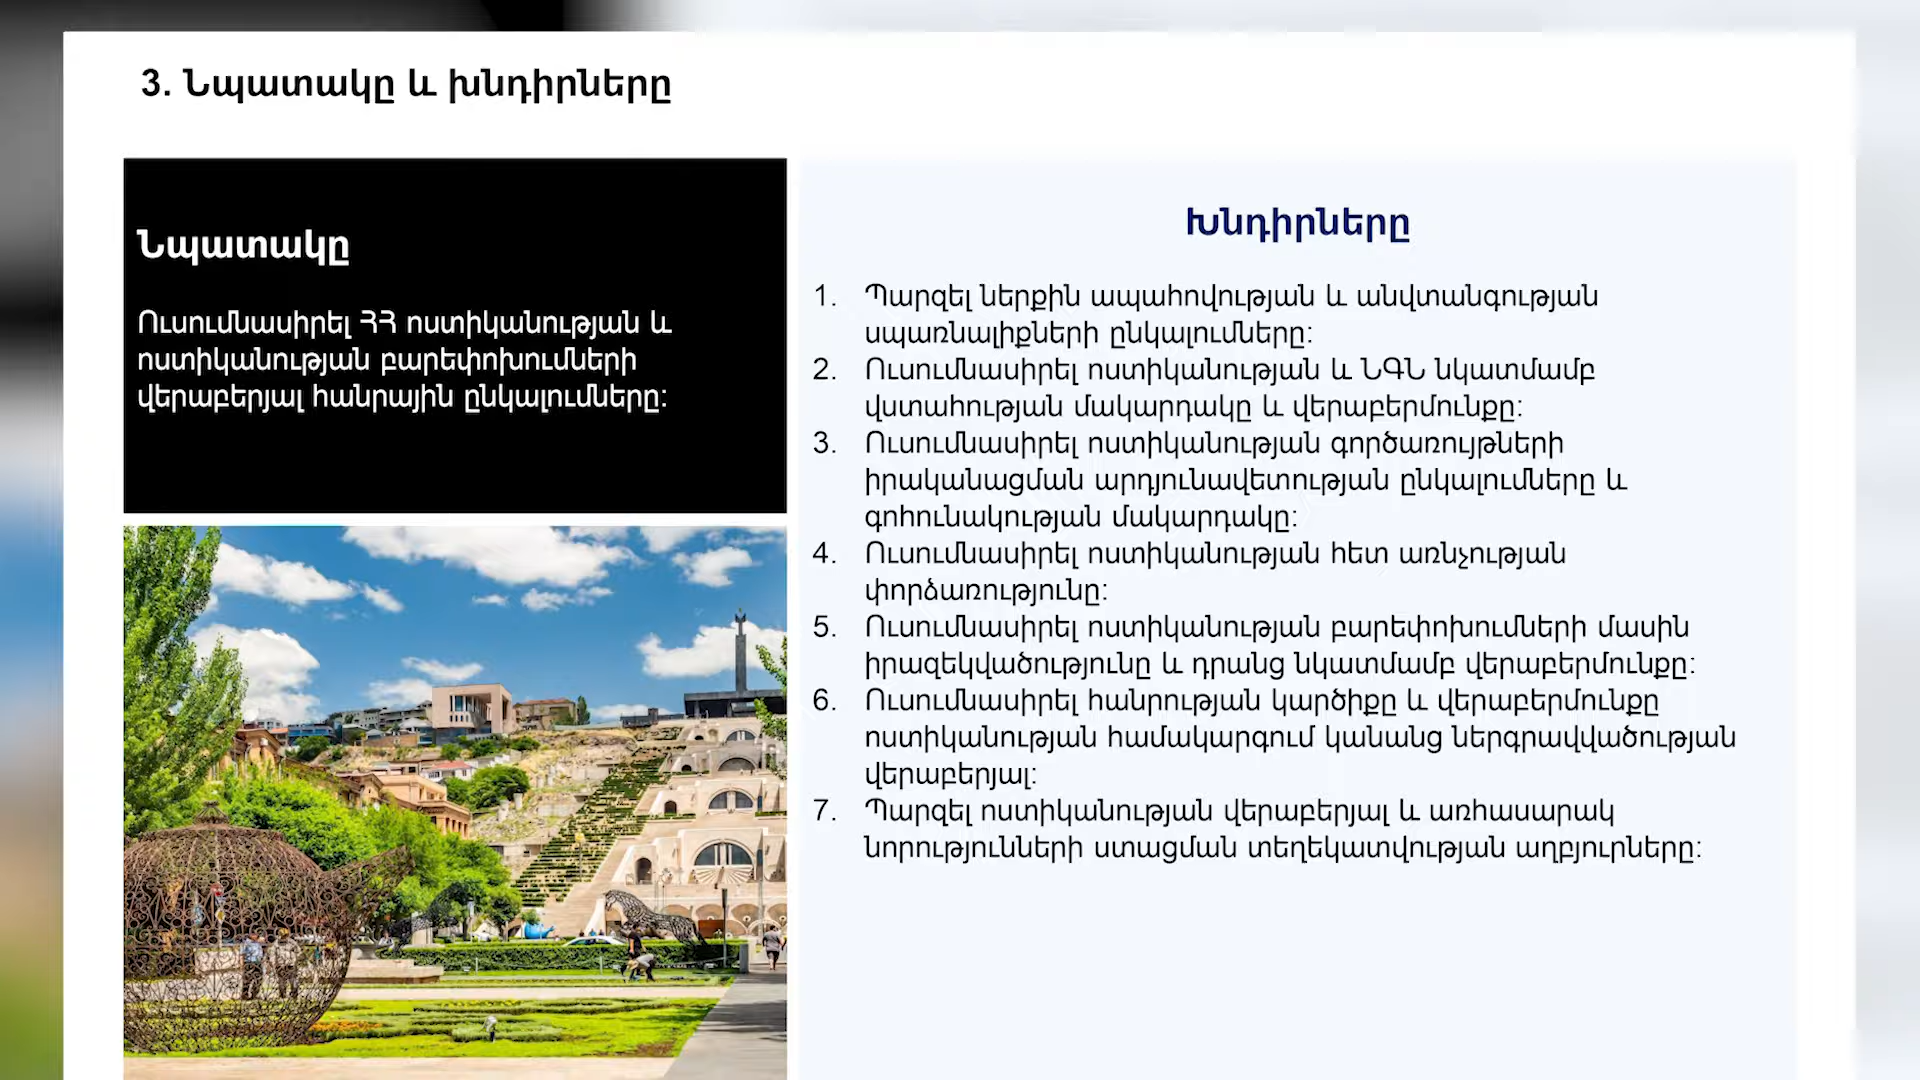 3. Նպատակը և խնդիրները
Նպատակը
Ուսումնասիրել ՀՀ ոստիկանության և
ոստիկանության բարեփոխումների
վերաբերյալ հանրային ընկալումները:
Խնդիրները
1. Պարզել ներքին ապահովության և անվտանգության
սպառնալիքների ընկալումները:
2. Ուսումնասիրել ոստիկանության և ՆԳՆ նկատմամբ
վստահության մակարդակը և վերաբերմունքը:
3. Ուսումնասիրել ոստիկանության գործառույթների
իրականացման արդյունավետության ընկալումները և
գոհունակության մակարդակը:
4. Ուսումնասիրել ոստիկանության հետ առնչության
փորձառությունը:
5. Ուսումնասիրել ոստիկանության բարեփոխումների մասին
իրազեկվածությունը և դրանց նկատմամբ վերաբերմունքը:
6. Ուսումնասիրել հանրության կարծիքը և վերաբերմունքը
ոստիկանության համակարգում կանանց ներգրավվածության
վերաբերյալ:
7. Պարզել ոստիկանության վերաբերյալ և առհասարակ
նորությունների ստացման տեղեկատվության աղբյուրները: